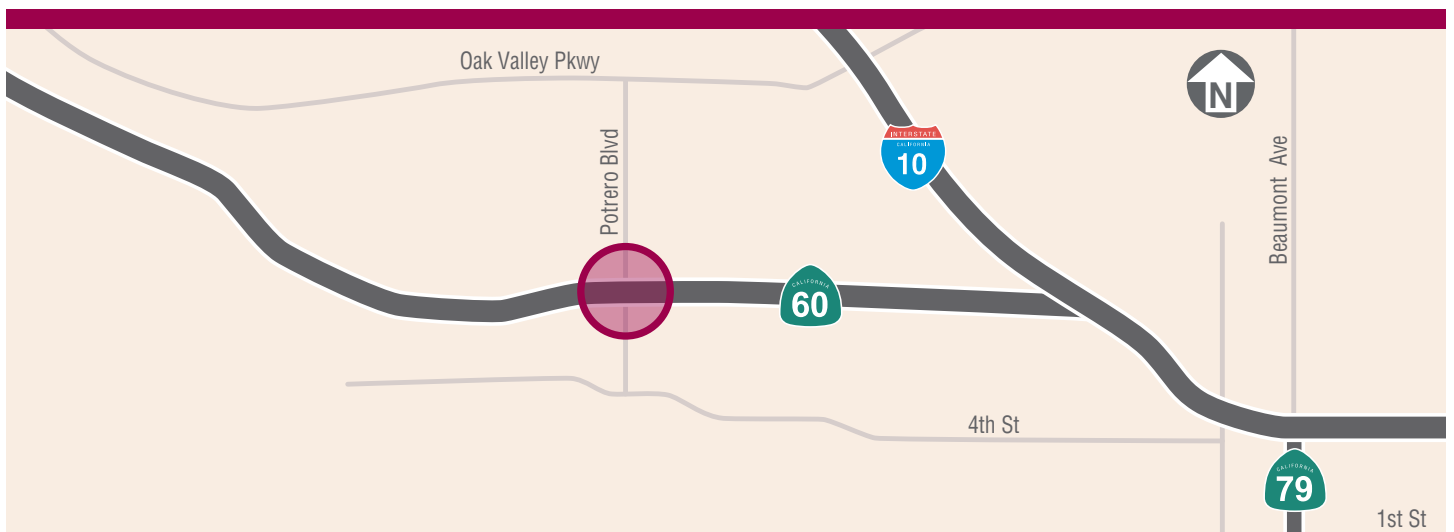 Oak Valley Pkwy
N
INTERSTATE
CALIFORNIA
10
Potrero Blvd
Beaumont Ave
CALIFORNIA
60
4th St
CALIFORNIA
79
1st St